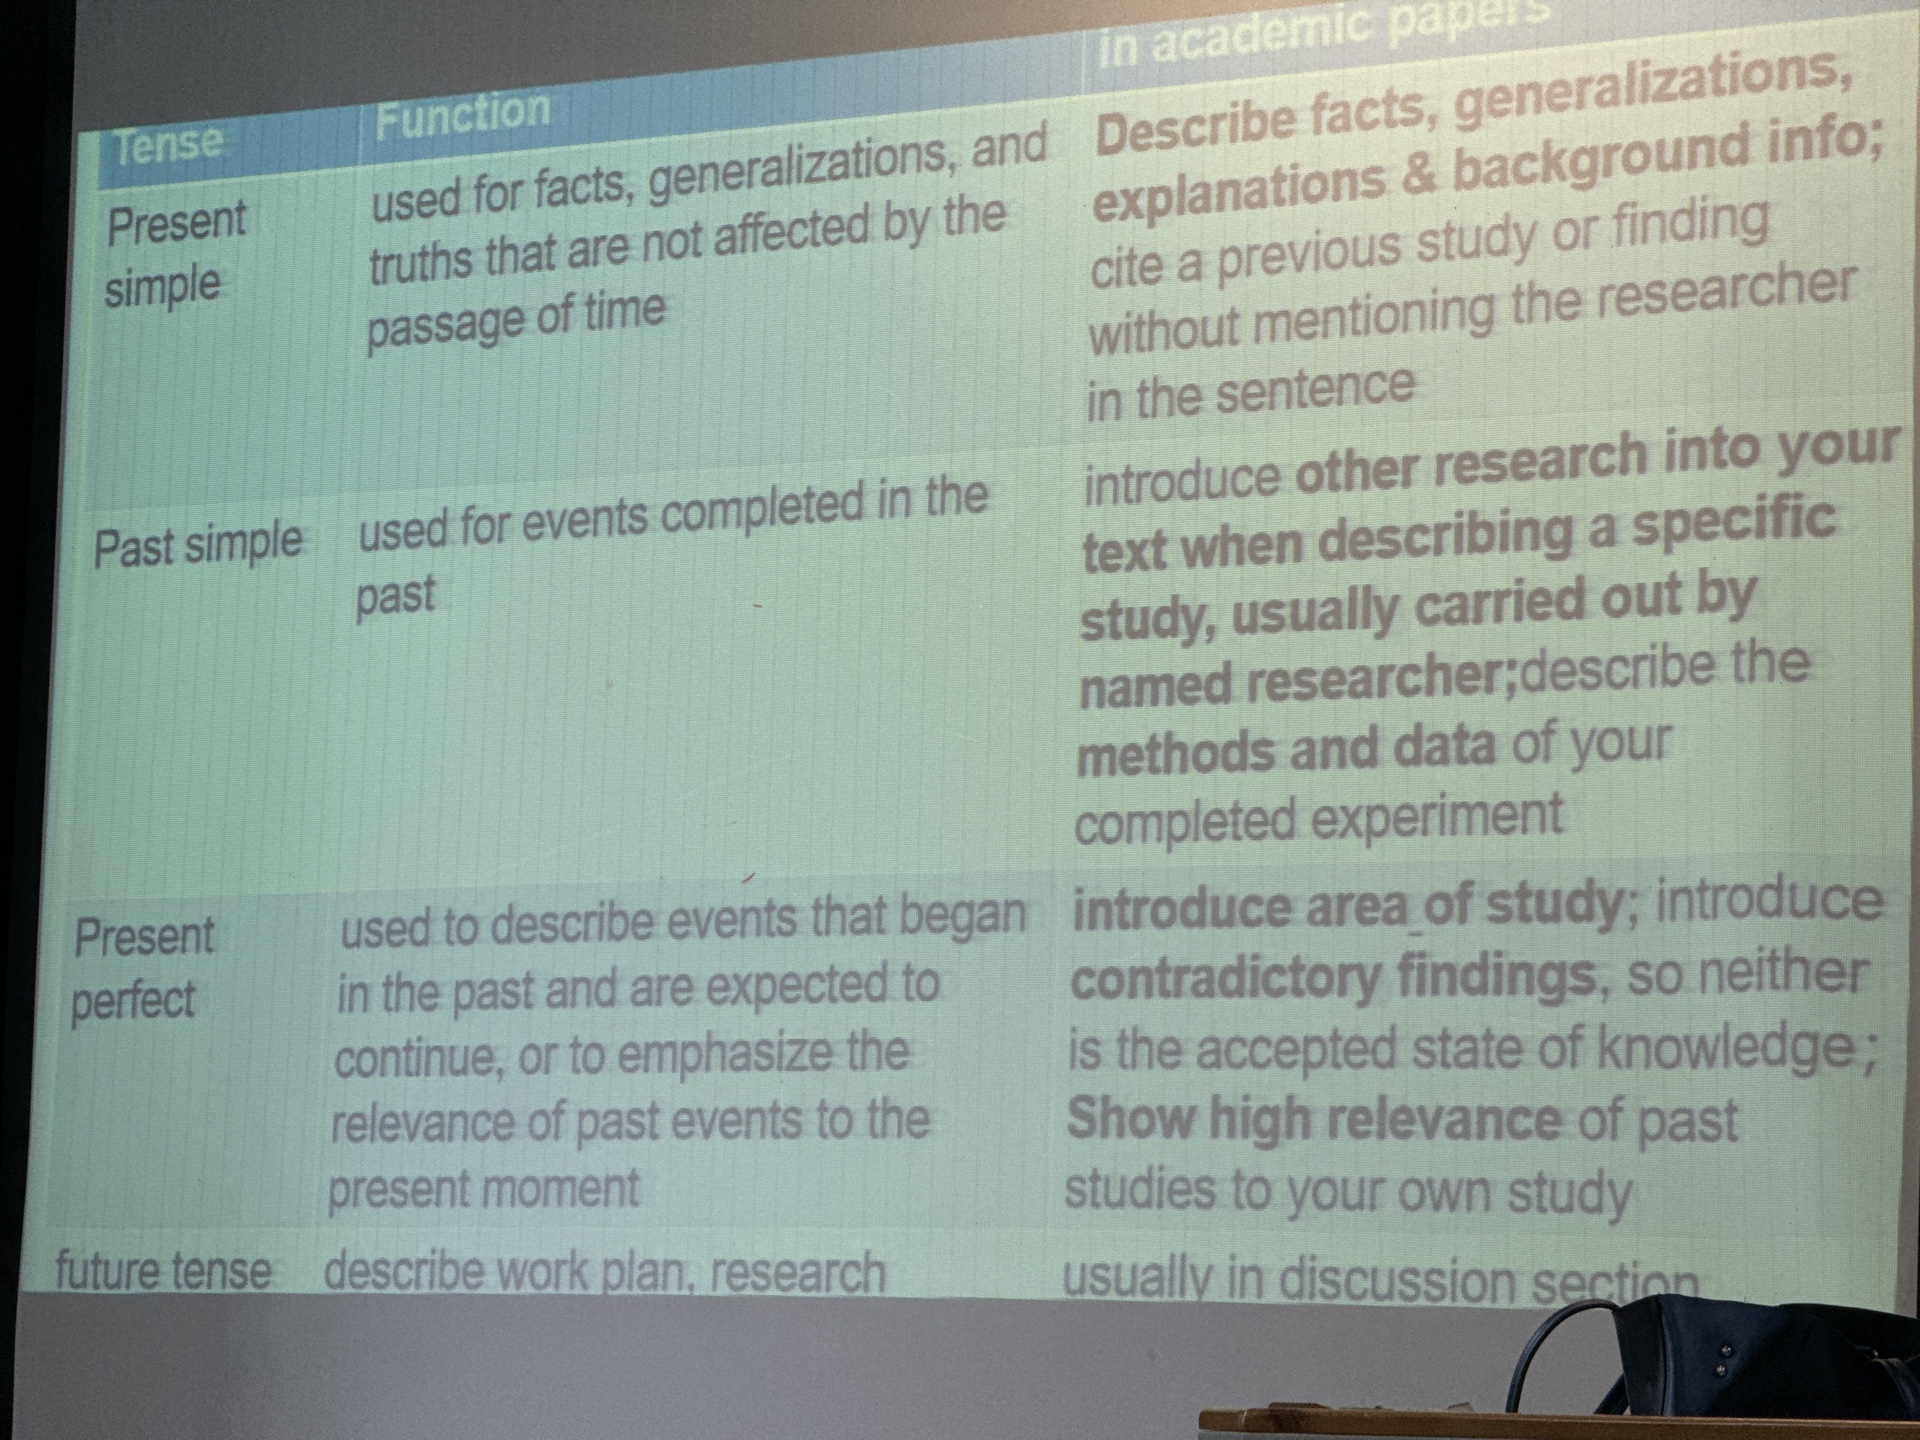 Tense
Function
in academic papers
Present
simple
used for facts, generalizations, and
truths that are not affected by the
passage of time
Describe facts, generalizations,
explanations & background info;
cite a previous study or finding
without mentioning the researcher
in the sentence
Past simple
used for events completed in the
past
introduce other research into your
text when describing a specific
study, usually carried out by
named researcher;describe the
methods and data of your
completed experiment
Present
perfect
used to describe events that began
in the past and are expected to
continue, or to emphasize the
relevance of past events to the
present moment
introduce area of study; introduce
contradictory findings, so neither
is the accepted state of knowledge;
Show high relevance of past
studies to your own study
future tense
describe work plan, research
usually in discussion section